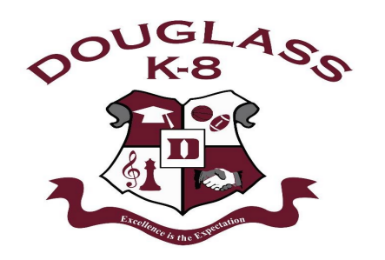 DOUGLASS
K-8
D
Excellence is the Expectation